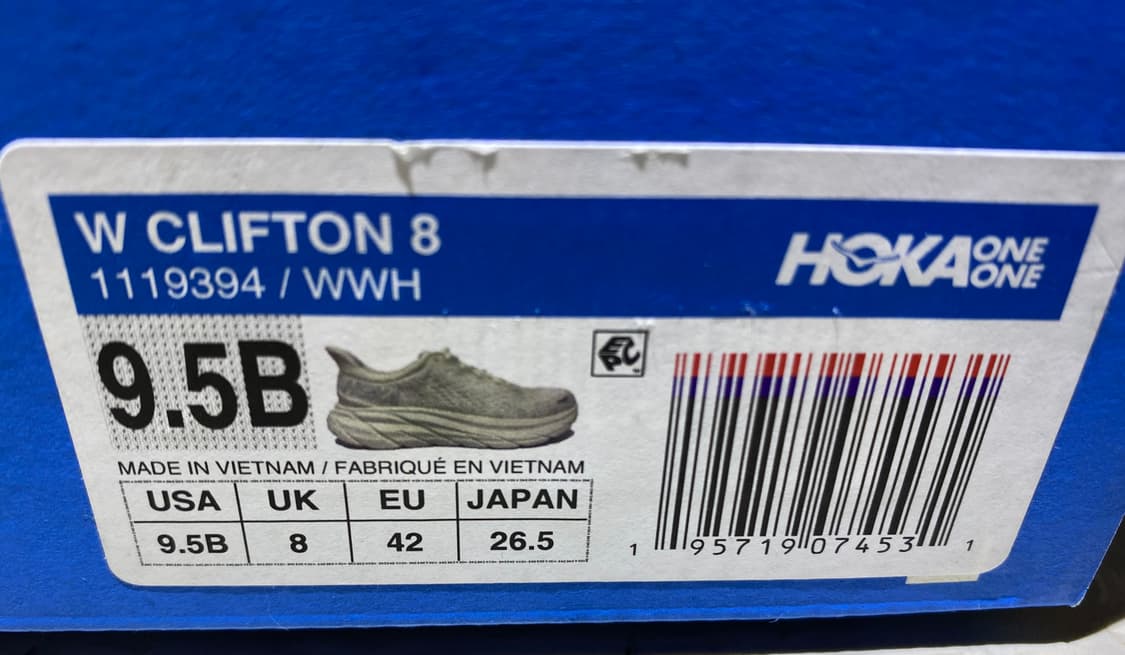 W CLIFTON 8
1119394 / WWH
HOKA ONE ONE
9.5B
EPC
MADE IN VIETNAM / FABRIQUÉ EN VIETNAM
USA UK EU JAPAN
9.5B 8 42 26.5
1 95719 07453 1